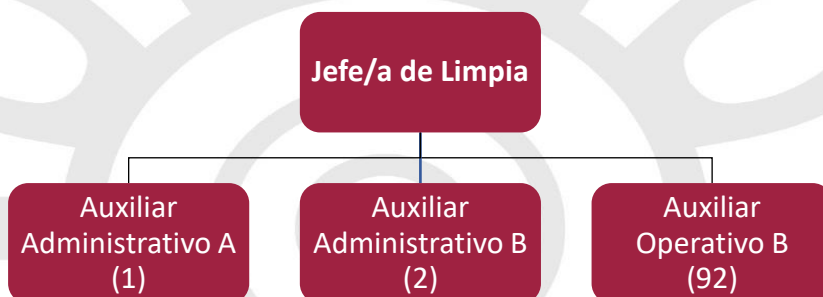 Jefe/a de Limpia
Auxiliar
Administrativo A
(1)
Auxiliar
Administrativo B
(2)
Auxiliar
Operativo B
(92)